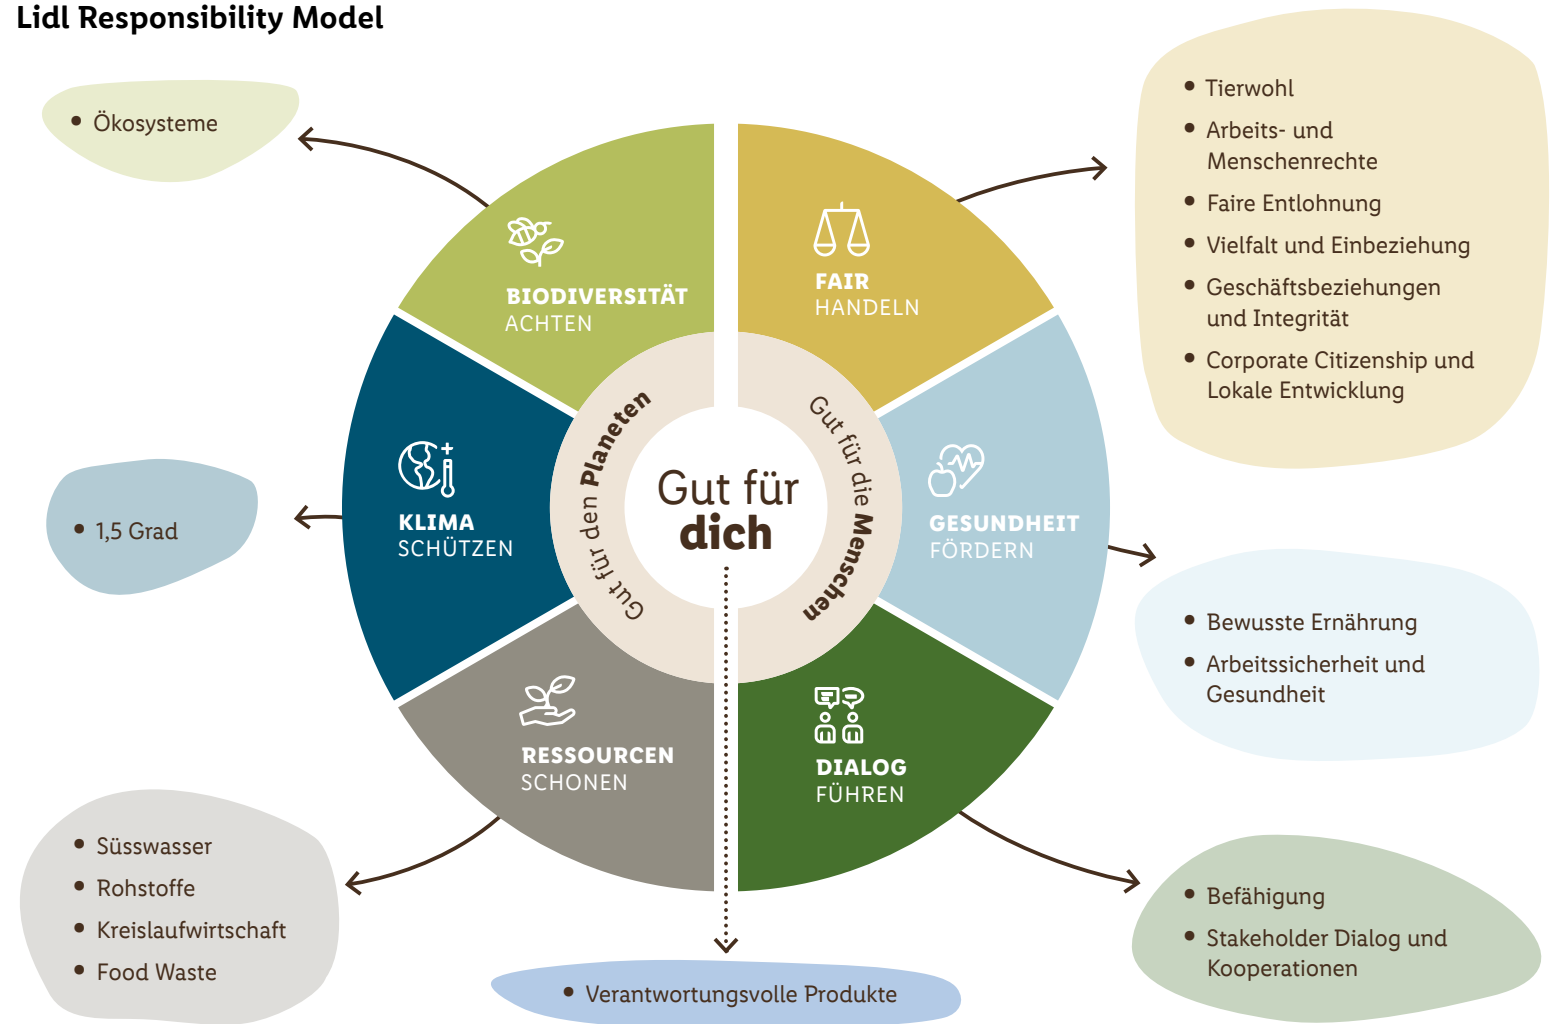 Lidl Responsibility Model
• Ökosysteme
BIODIVERSITÄT
ACHTEN
FAIR
HANDELN
• Tierwohl
• Arbeits- und
Menschenrechte
• Faire Entlohnung
• Vielfalt und Einbeziehung
• Geschäftsbeziehungen
und Integrität
• Corporate Citizenship und
Lokale Entwicklung
• 1,5 Grad
KLIMA
SCHÜTZEN
Gut für den Planeten
Gut für
dich
Gut für die Menschen
GESUNDHEIT
FÖRDERN
• Bewusste Ernährung
• Arbeitssicherheit und
Gesundheit
RESSOURCEN
SCHONEN
DIALOG
FÜHREN
• Süsswasser
• Rohstoffe
• Kreislaufwirtschaft
• Food Waste
• Verantwortungsvolle Produkte
• Befähigung
• Stakeholder Dialog und
Kooperationen